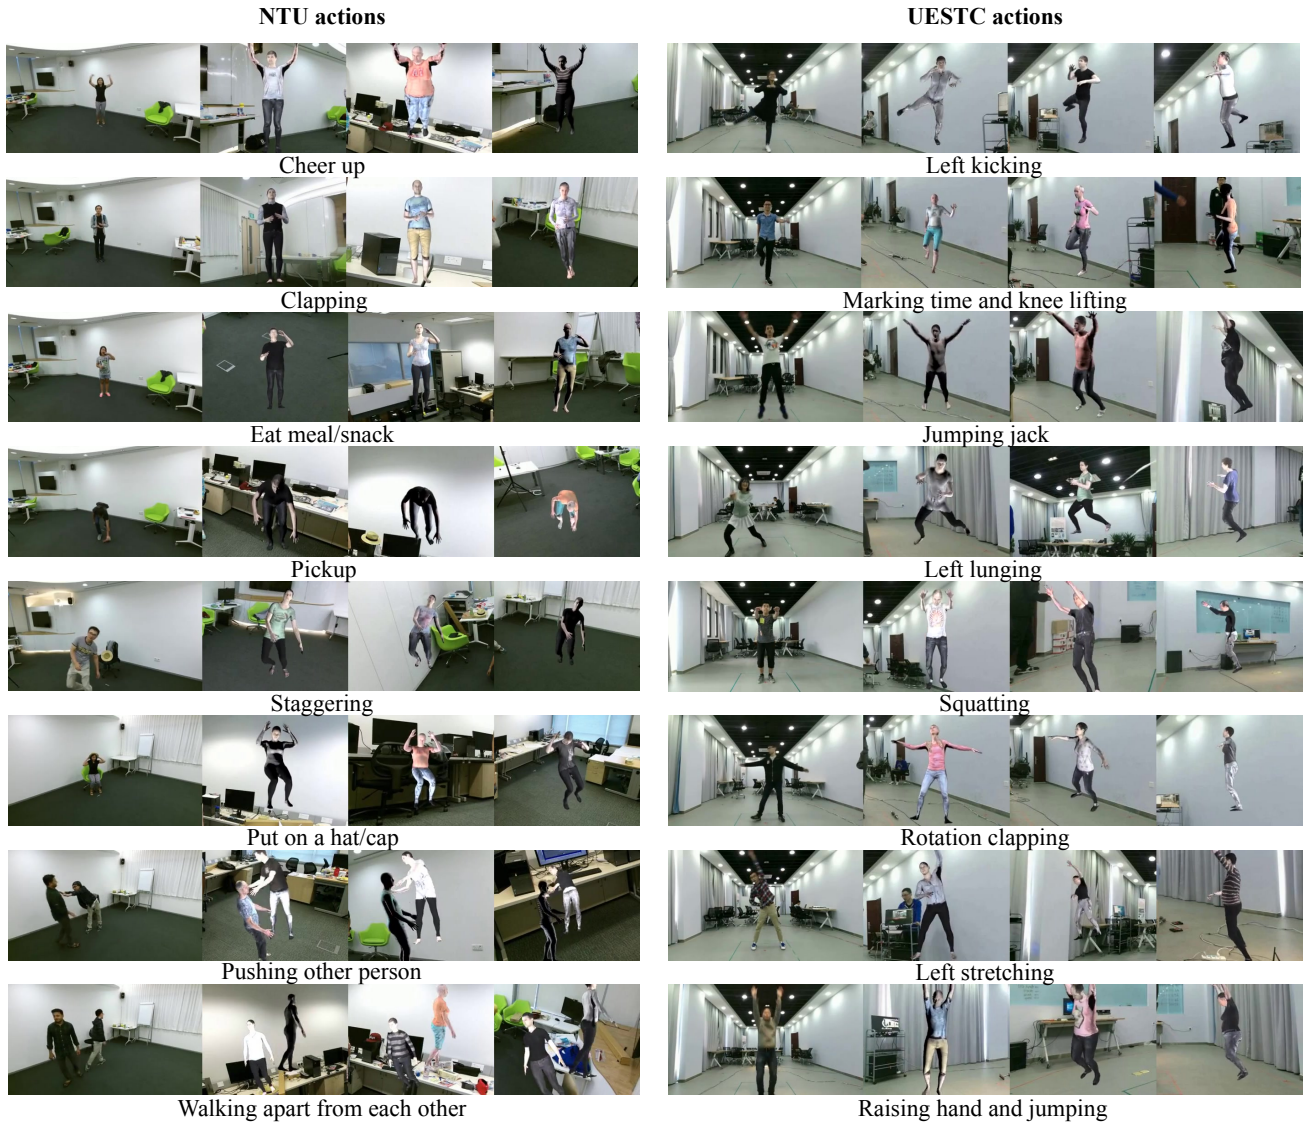 NTU actions
UESTC actions
Cheer up
Left kicking
Clapping
Marking time and knee lifting
Eat meal/snack
Jumping jack
Pickup
Left lunging
Staggering
Squatting
Put on a hat/cap
Rotation clapping
Pushing other person
Left stretching
Walking apart from each other
Raising hand and jumping